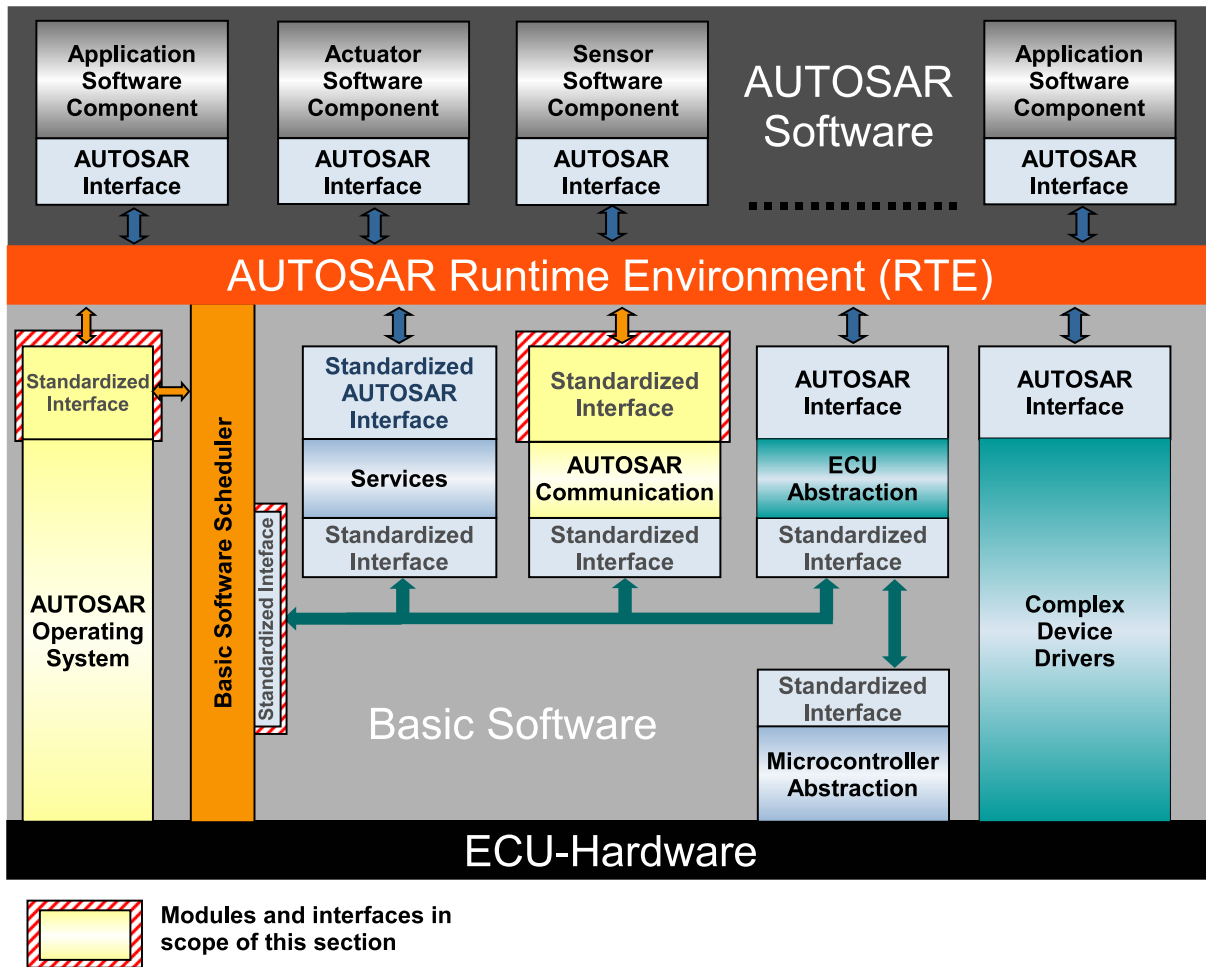 Application
Software
Component
AUTOSAR
Interface
Actuator
Software
Component
AUTOSAR
Interface
Sensor
Software
Component
AUTOSAR
Interface
AUTOSAR
Software
Application
Software
Component
AUTOSAR
Interface
AUTOSAR Runtime Environment (RTE)
Standardized
Interface
AUTOSAR
Operating
System
Basic Software Scheduler
Standardized Inteface
Standardized
AUTOSAR
Interface
Services
Standardized
Interface
Standardized
Interface
AUTOSAR
Communication
Standardized
Interface
AUTOSAR
Interface
ECU
Abstraction
Standardized
Interface
Standardized
Interface
Microcontroller
Abstraction
AUTOSAR
Interface
Complex
Device
Drivers
Basic Software
ECU-Hardware
Modules and interfaces in
scope of this section